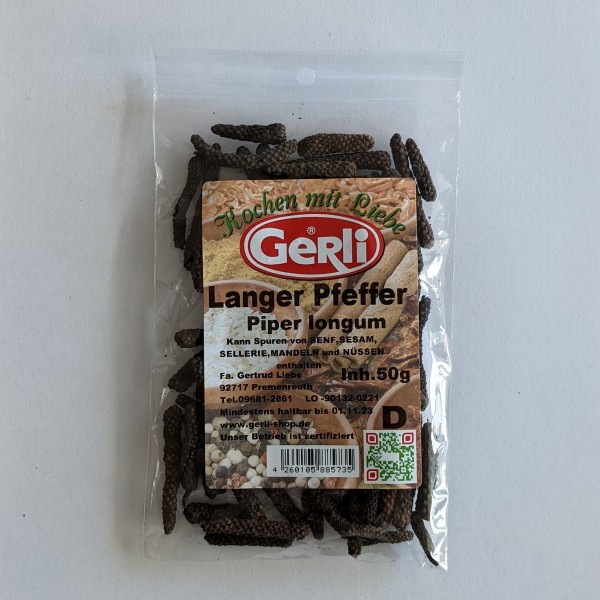 Kochen mit Liebe
GeRli®
Langer Pfeffer
Piper longum
Kann Spuren von SENF,SESAM,
SELLERIE,MANDELN und NÜSSEN
enthalten
Fa. Gertrud Liebe
Inh.50g
92717 Premenreuth
Tel.09681-2861 LO -90132-0221
Mindestens haltbar bis 01.11.23
D
www.gerli-shop.de
Unser Betrieb ist zertifiziert
4 260105 885735